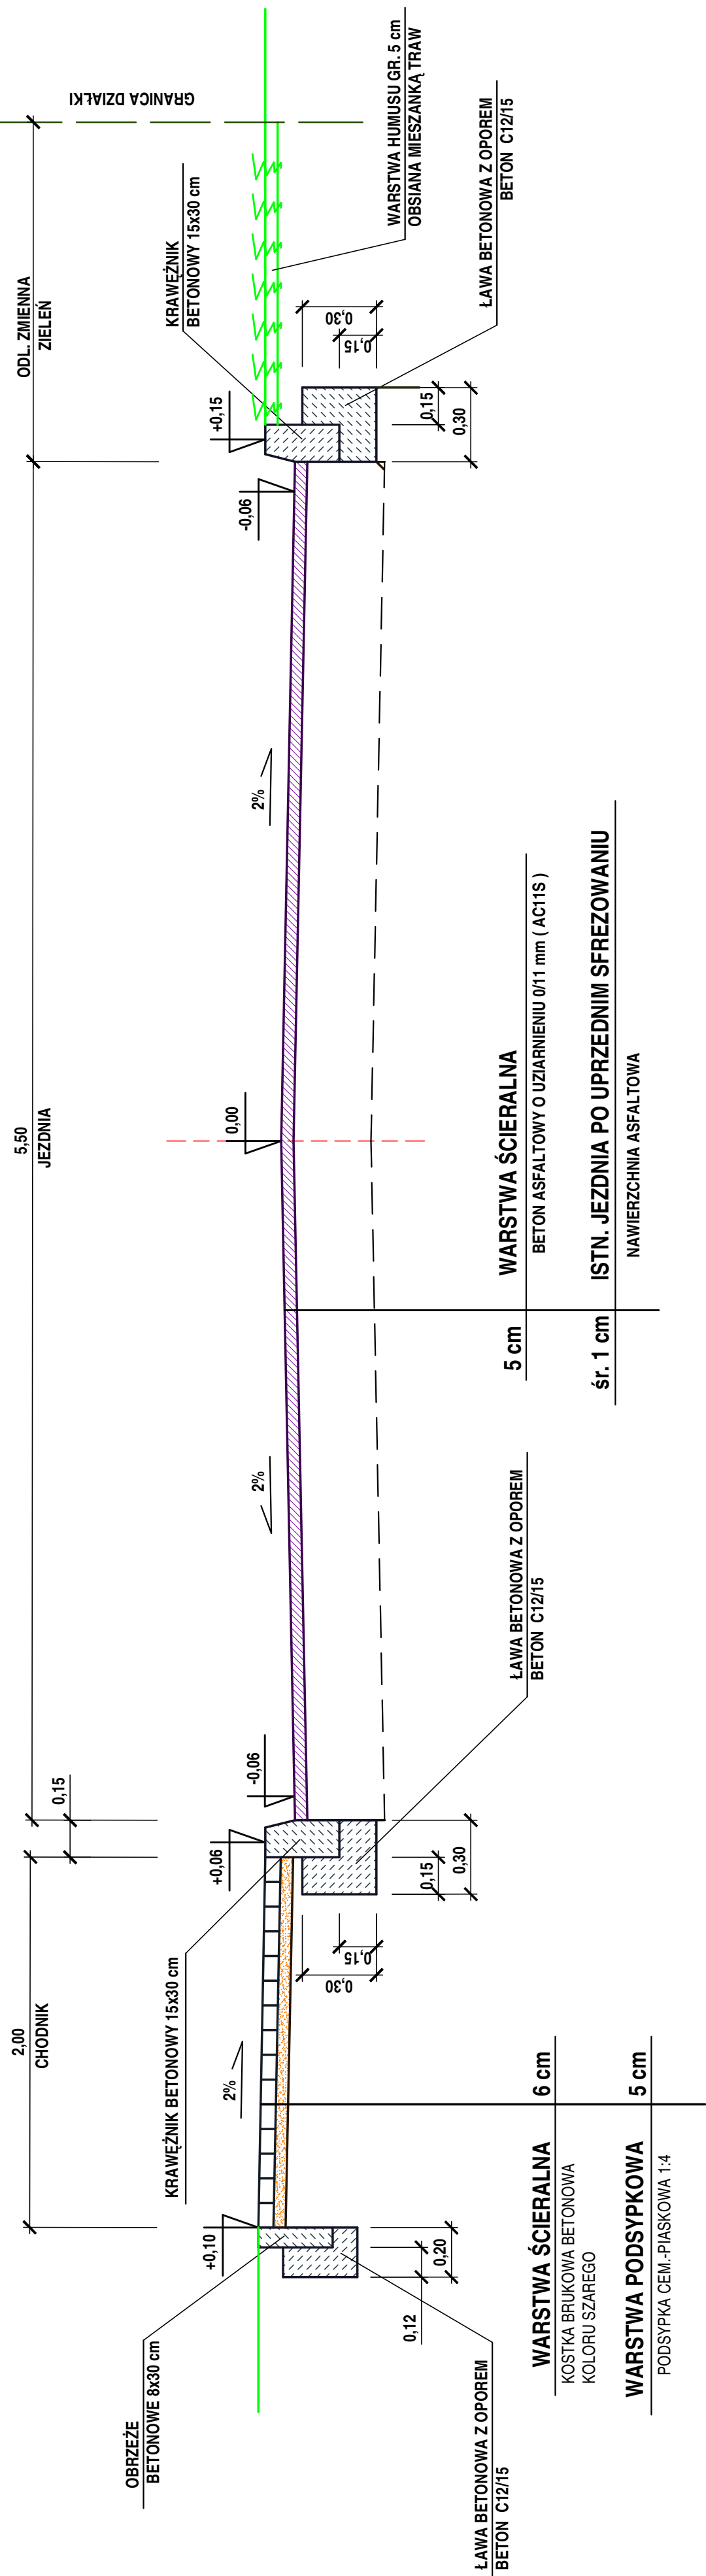 2,00
CHODNIK
0,15
5,50
JEZDNIA
ODL. ZMIENNA
ZIELEŃ
GRANICA DZIAŁKI
OBRZEŻE
BETONOWE 8x30 cm
KRAWĘŻNIK BETONOWY 15x30 cm
KRAWĘŻNIK
BETONOWY 15x30 cm
+0,10
2%
+0,06
-0,06
2%
0,00
2%
-0,06
+0,15
0,12
0,20
0,30
0,15
0,15
0,30
0,30
0,15
0,15
0,30
WARSTWA HUMUSU GR. 5 cm
OBSIANA MIESZANKĄ TRAW
ŁAWA BETONOWA Z OPOREM
BETON C12/15
ŁAWA BETONOWA Z OPOREM
BETON C12/15
ŁAWA BETONOWA Z OPOREM
BETON C12/15
WARSTWA ŚCIERALNA 6 cm
KOSTKA BRUKOWA BETONOWA
KOLORU SZAREGO
WARSTWA PODSYPKOWA 5 cm
PODSYPKA CEM.-PIASKOWA 1:4
5 cm WARSTWA ŚCIERALNA
BETON ASFALTOWY O UZIARNIENIU 0/11 mm ( AC11S )
śr. 1 cm ISTN. JEZDNIA PO UPRZEDNIM SFREZOWANIU
NAWIERZCHNIA ASFALTOWA